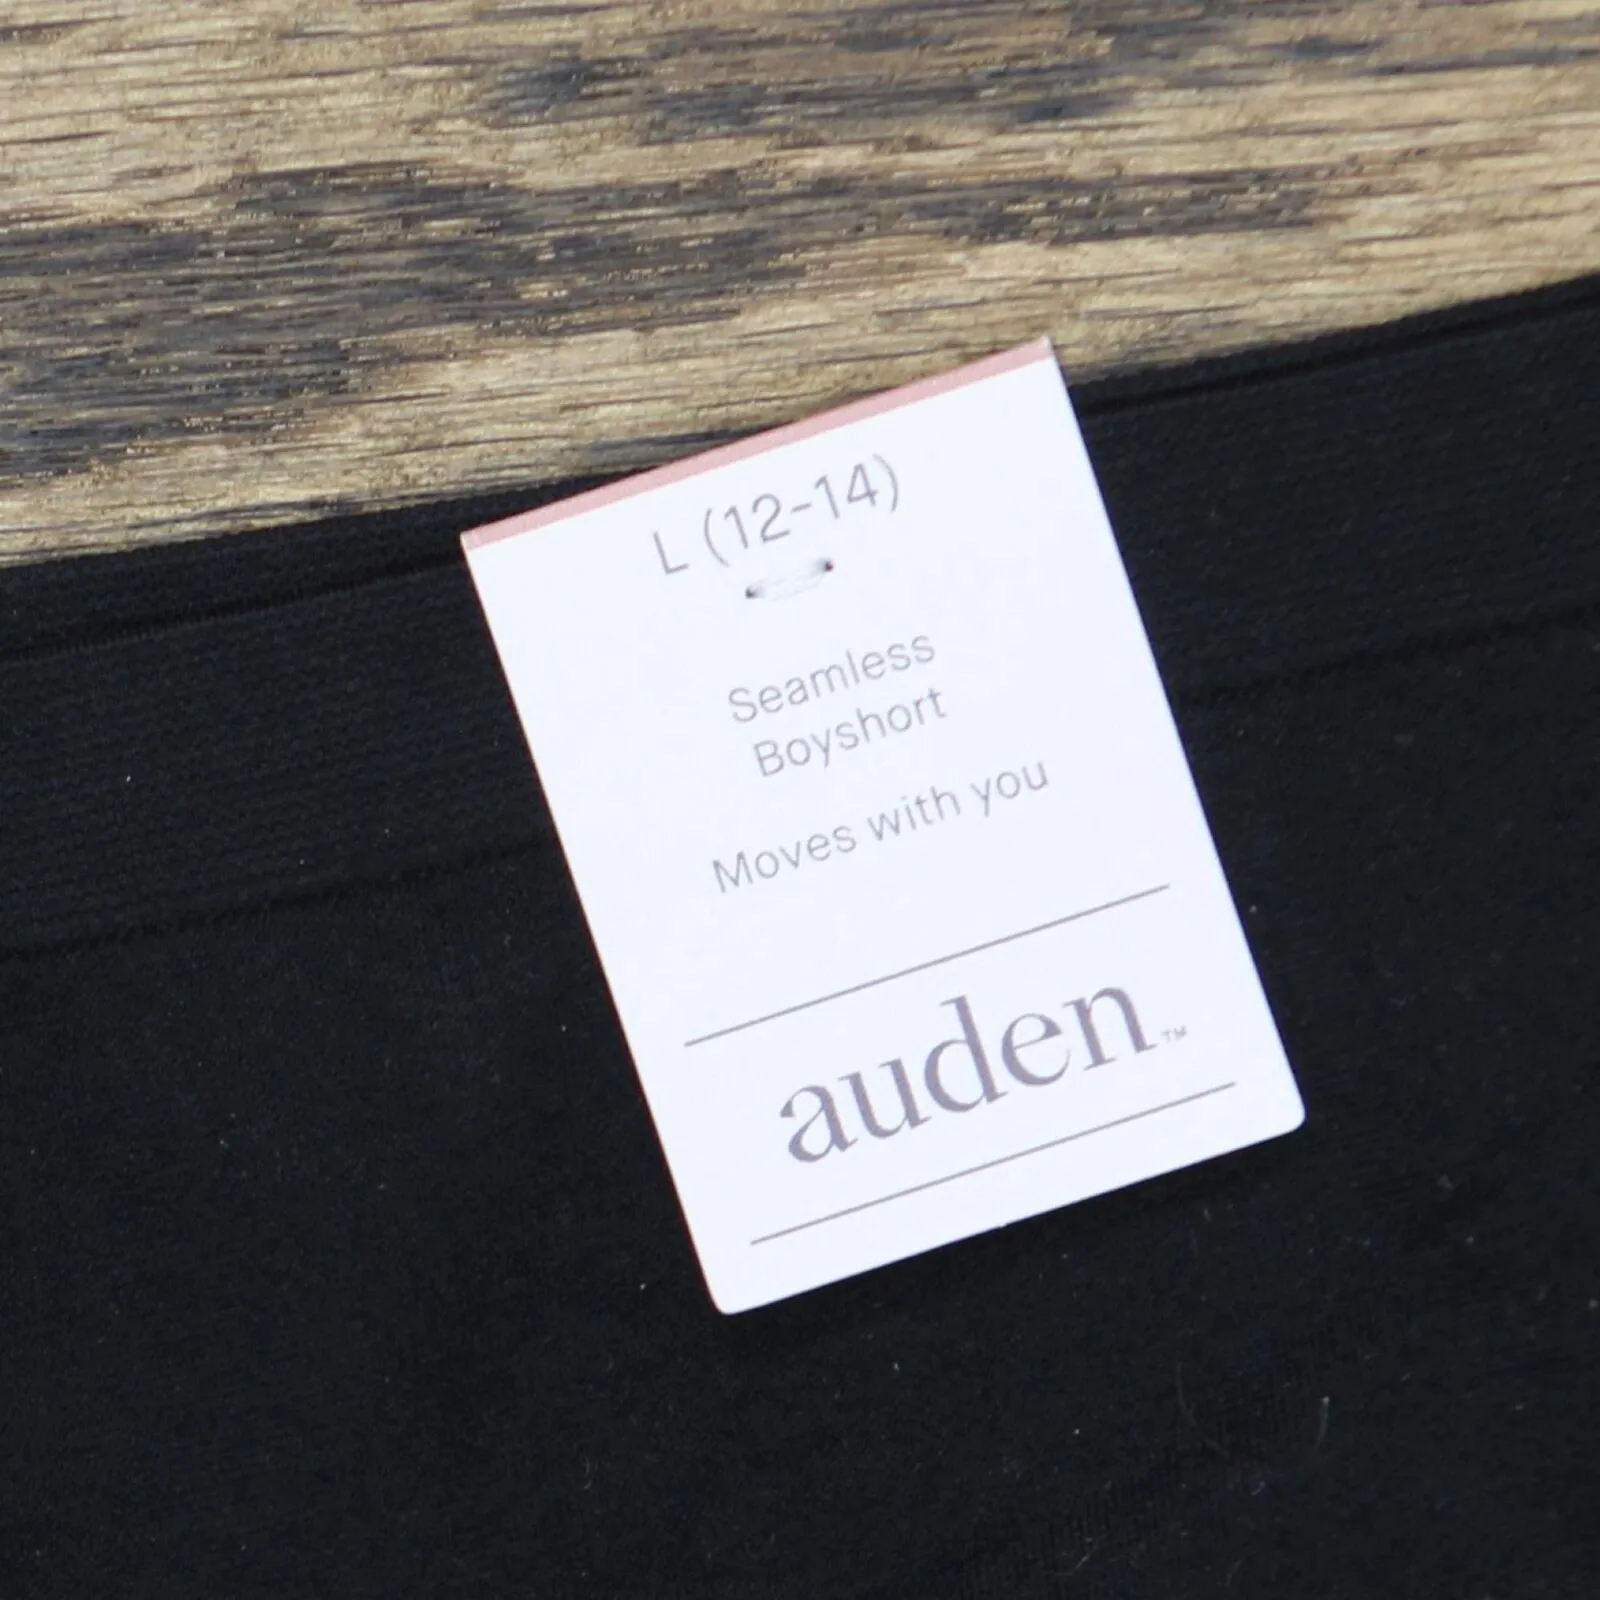 L (12-14)
Seamless
Boyshort
Moves with you
auden™